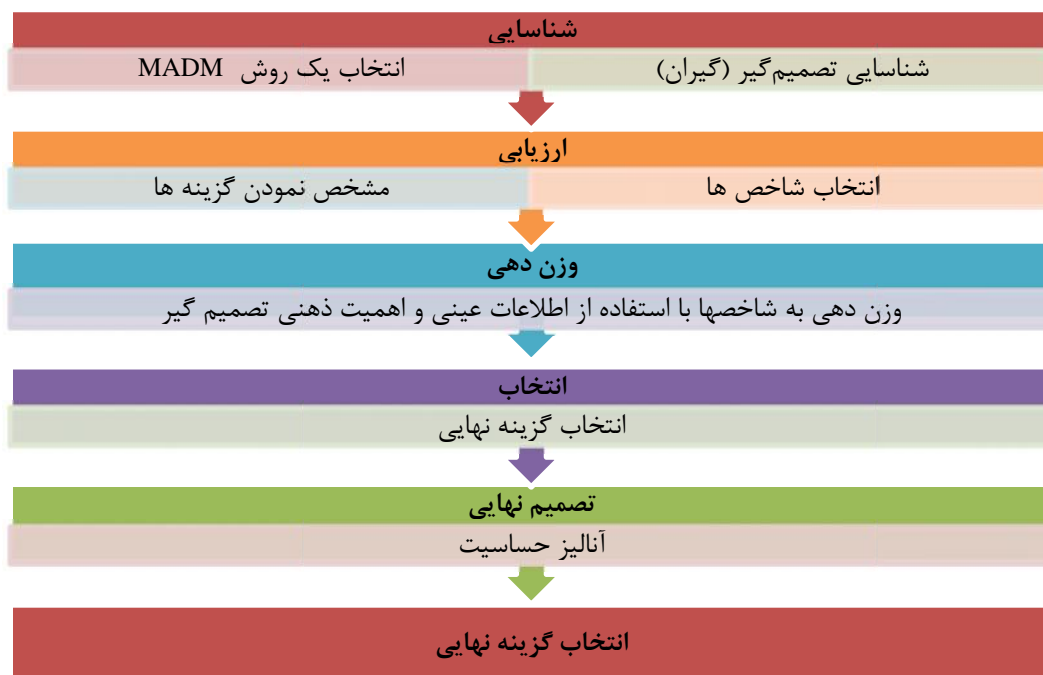 شناسایی
شناسایی تصمیم‌گیر (گیران)
انتخاب یک روش MADM
ارزیابی
انتخاب شاخص ها
مشخص نمودن گزینه ها
وزن دهی
وزن دهی به شاخصها با استفاده از اطلاعات عینی و اهمیت ذهنی تصمیم گیر
انتخاب
انتخاب گزینه نهایی
تصمیم نهایی
آنالیز حساسیت
انتخاب گزینه نهایی